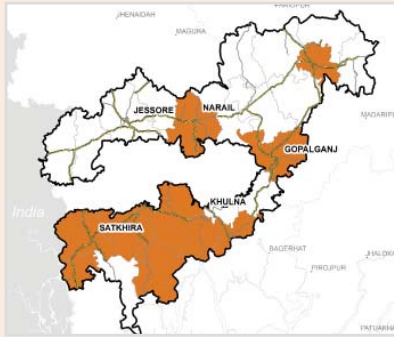 JHENAIDAH
MAGURA
JESSORE
NARAIL
GOPALGANJ
India
KHULNA
SATKHIRA
BAGERHAT
PIROJPUR